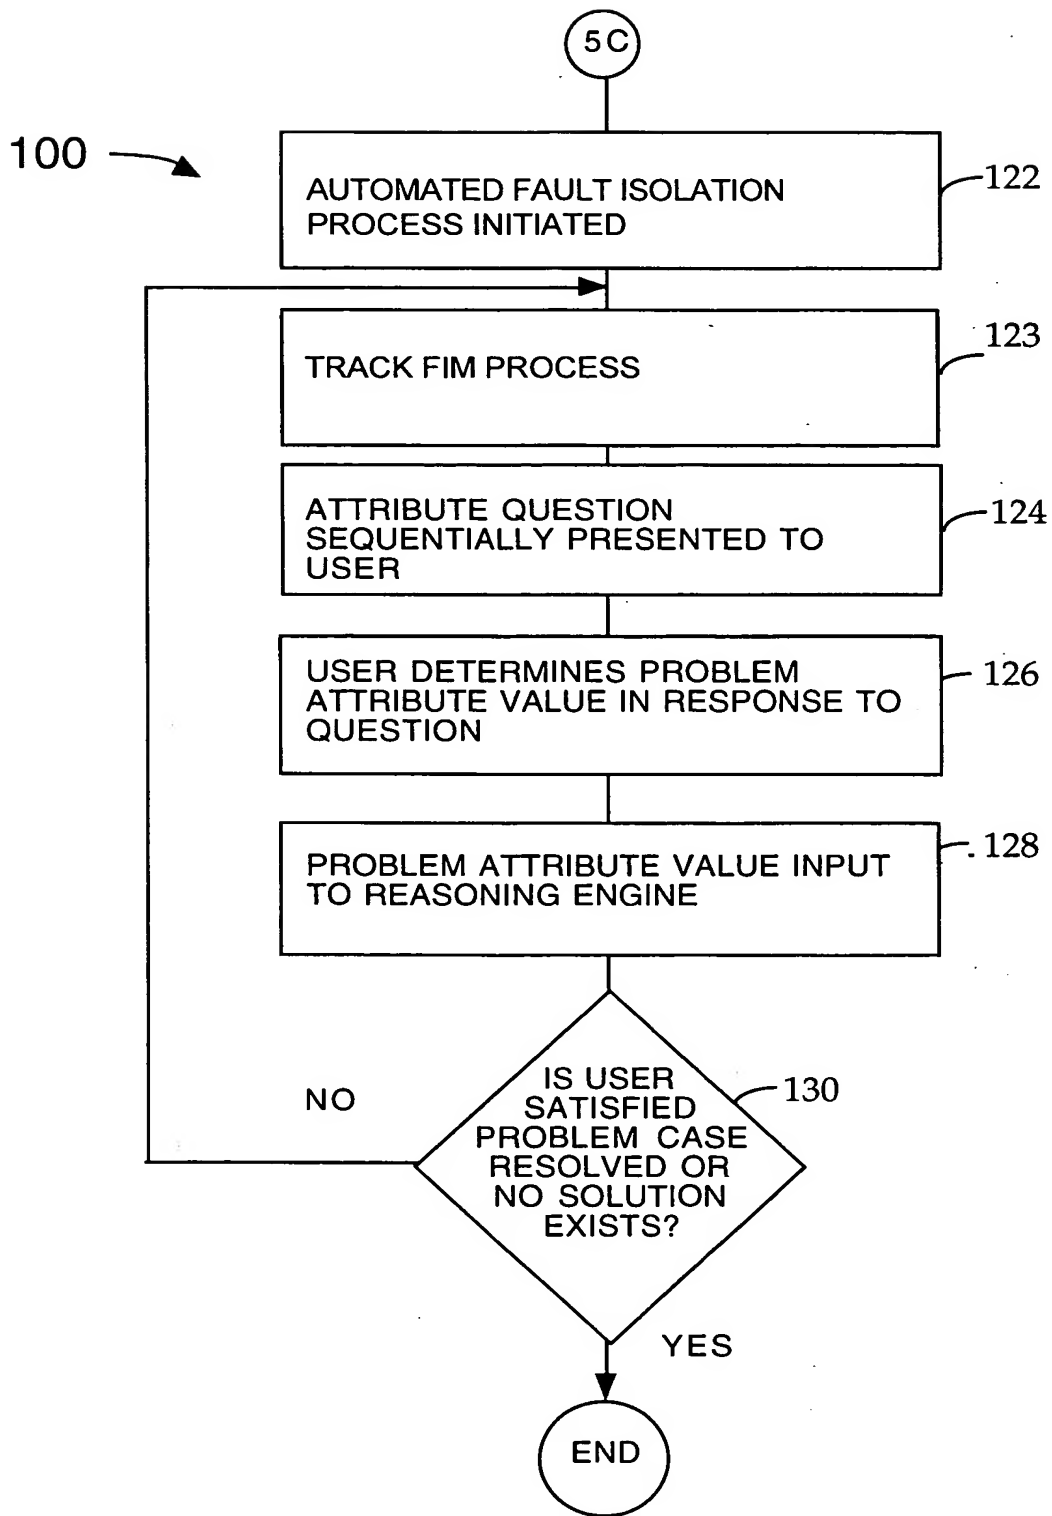 5C
100
AUTOMATED FAULT ISOLATION
PROCESS INITIATED
122
TRACK FIM PROCESS
123
ATTRIBUTE QUESTION
SEQUENTIALLY PRESENTED TO
USER
124
USER DETERMINES PROBLEM
ATTRIBUTE VALUE IN RESPONSE TO
QUESTION
126
PROBLEM ATTRIBUTE VALUE INPUT
TO REASONING ENGINE
128
IS USER
SATISFIED
PROBLEM CASE
RESOLVED OR
NO SOLUTION
EXISTS?
130
NO
YES
END